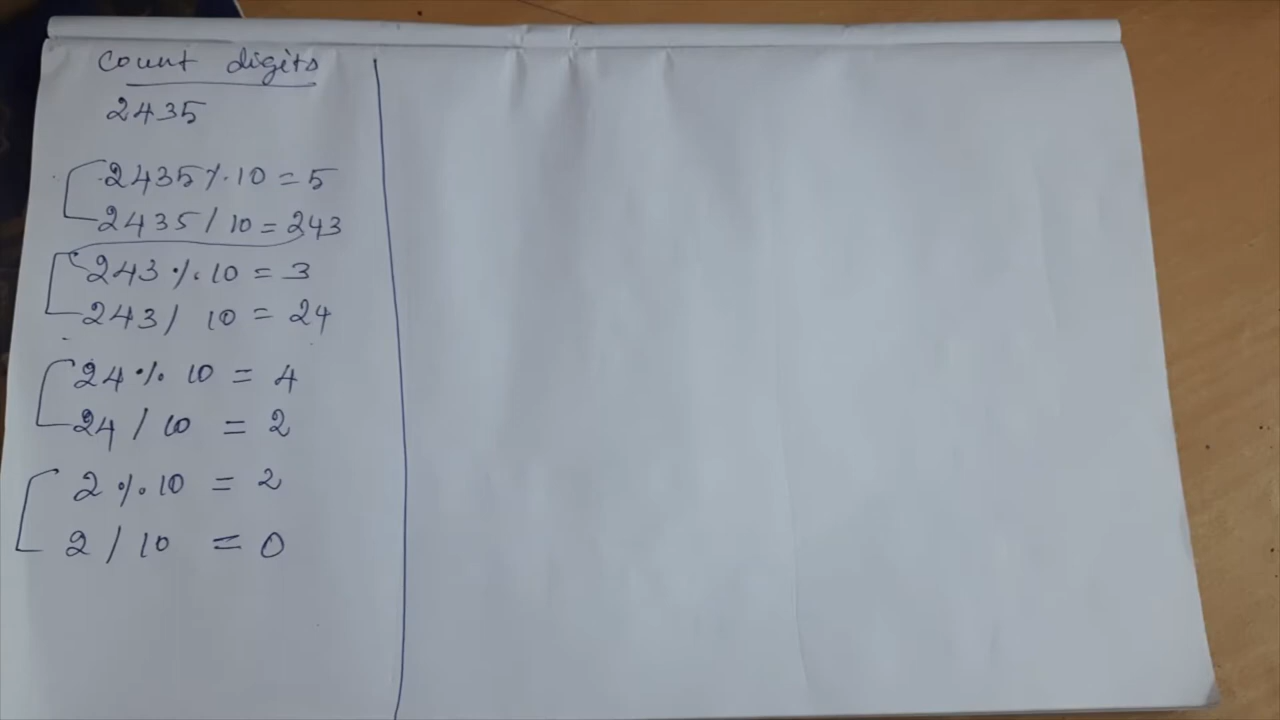 Count digits
2435
2435 % 10 = 5
2435 / 10 = 243
243 % 10 = 3
243 / 10 = 24
24 % 10 = 4
24 / 10 = 2
2 % 10 = 2
2 / 10 = 0